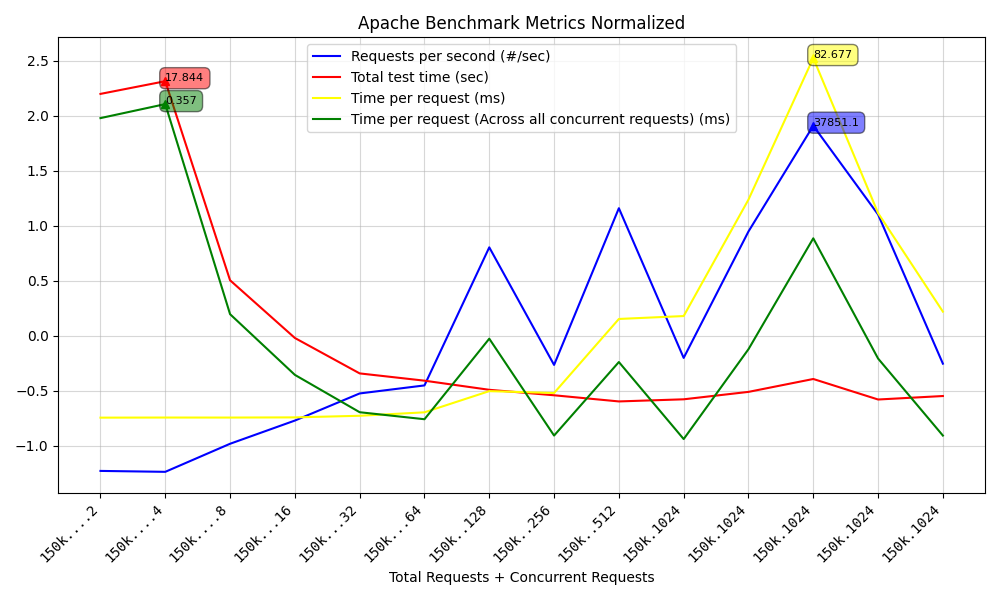 Apache Benchmark Metrics Normalized
Requests per second (#/sec)
Total test time (sec)
Time per request (ms)
Time per request (Across all concurrent requests) (ms)
17.844
0.357
82.677
37851.1
2.5
2.0
1.5
1.0
0.5
0.0
−0.5
−1.0
150k....2
150k....4
150k....8
150k...16
150k...32
150k...64
150k..128
150k..256
150k..512
150k.1024
150k.1024
150k.1024
150k.1024
150k.1024
Total Requests + Concurrent Requests